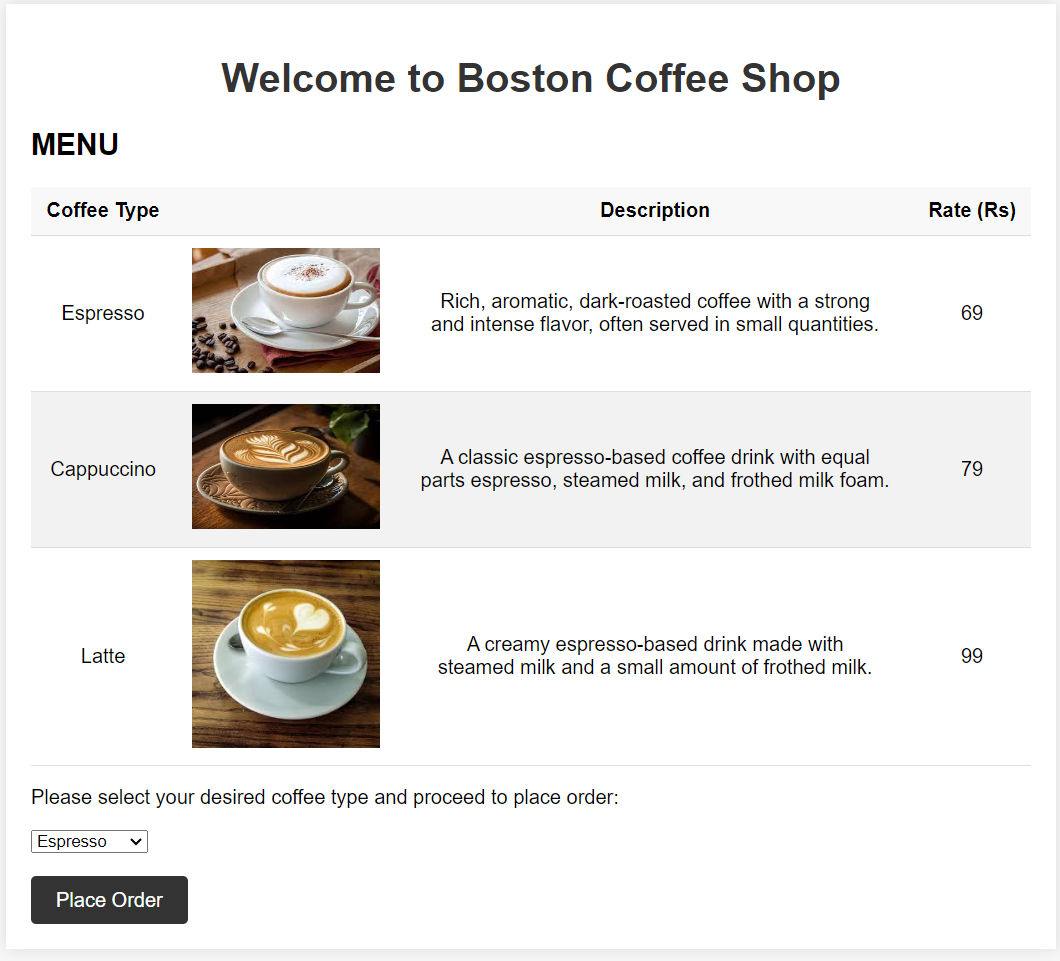 Welcome to Boston Coffee Shop
MENU
Coffee Type Description Rate (Rs)
Espresso
Rich, aromatic, dark-roasted coffee with a strong
and intense flavor, often served in small quantities.
69
Cappuccino
A classic espresso-based coffee drink with equal
parts espresso, steamed milk, and frothed milk foam.
79
Latte
A creamy espresso-based drink made with
steamed milk and a small amount of frothed milk.
99
Please select your desired coffee type and proceed to place order:
Espresso
Place Order